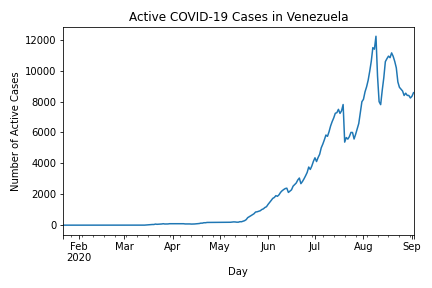 Active COVID-19 Cases in Venezuela
12000
10000
8000
6000
4000
2000
0
Number of Active Cases
Feb Mar Apr May Jun Jul Aug Sep
2020
Day